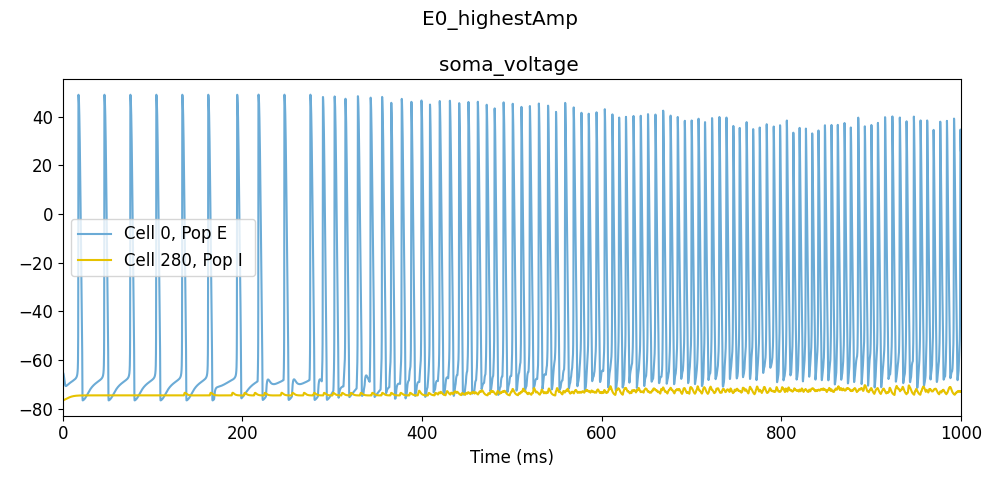 E0_highestAmp
soma_voltage
40
20
0
−20
−40
−60
−80
Cell 0, Pop E
Cell 280, Pop I
0 200 400 600 800 1000
Time (ms)